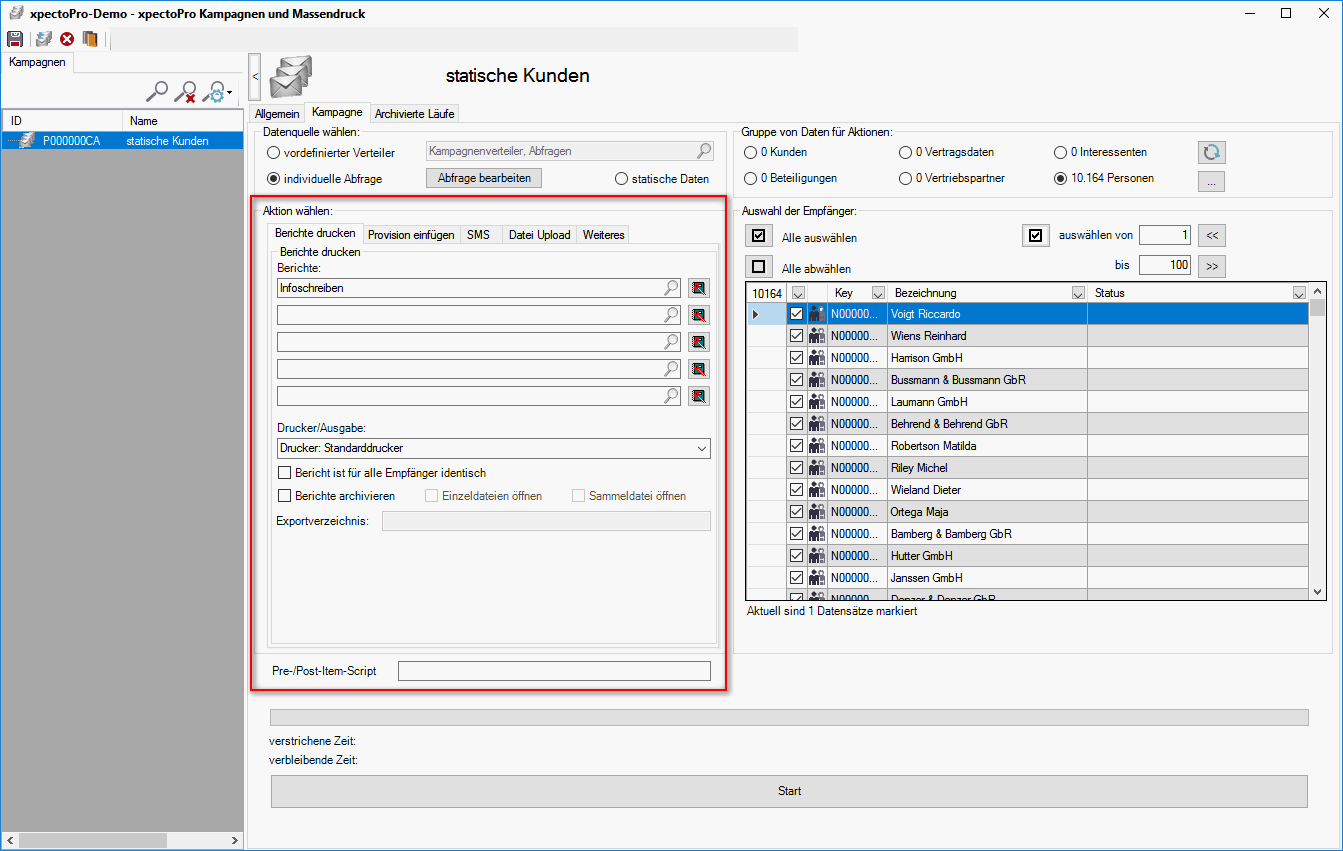 xpectoPro-Demo - xpectoPro Kampagnen und Massendruck
Kampagnen
ID Name
P000000CA statische Kunden
<
statische Kunden
Allgemein Kampagne Archivierte Läufe
Datenquelle wählen:
vordefinierter Verteiler Kampagnenverteiler, Abfragen
individuelle Abfrage Abfrage bearbeiten statische Daten
Aktion wählen:
Berichte drucken Provision einfügen SMS Datei Upload Weiteres
Berichte drucken
Berichte:
Infoschreiben
Drucker/Ausgabe:
Drucker: Standarddrucker
Bericht ist für alle Empfänger identisch
Berichte archivieren Einzeldateien öffnen Sammeldatei öffnen
Exportverzeichnis:
Pre-/Post-Item-Script
Gruppe von Daten für Aktionen:
0 Kunden 0 Vertragsdaten 0 Interessenten
0 Beteiligungen 0 Vertriebspartner 10.164 Personen ...
Auswahl der Empfänger:
Alle auswählen auswählen von 1 <<
Alle abwählen bis 100 >>
10164 Key Bezeichnung Status
N00000... Voigt Riccardo
N00000... Wiens Reinhard
N00000... Harrison GmbH
N00000... Bussmann & Bussmann GbR
N00000... Laumann GmbH
N00000... Behrend & Behrend GbR
N00000... Robertson Matilda
N00000... Riley Michel
N00000... Wieland Dieter
N00000... Ortega Maja
N00000... Bamberg & Bamberg GbR
N00000... Hutter GmbH
N00000... Janssen GmbH
N00000...
Aktuell sind 1 Datensätze markiert
verstrichene Zeit:
verbleibende Zeit:
Start